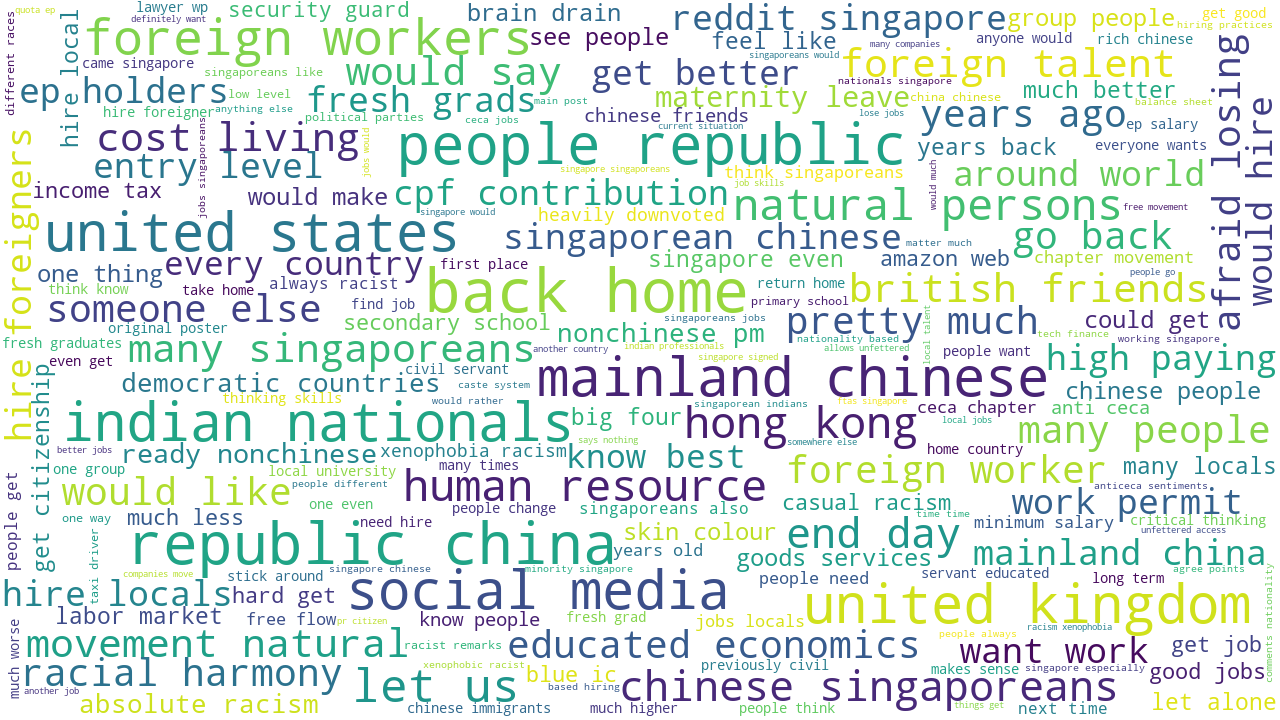 quota ep
definitely want
lawyer wp
security guard
brain drain
reddit singapore
group people
get good
hiring practices
different races
hire local
foreign workers
see people
feel like
many companies
anyone would
rich chinese
came singapore
singaporeans like
would say
get better
singaporeans would
foreign talent
ep holders
low level
fresh grads
main post
maternity leave
nationals singapore
china chinese
much better
balance sheet
hire foreigner
anything else
political parties
ceca jobs
chinese friends
lose jobs
years ago
ep salary
afraid losing
would hire
cost living
jobs would
people republic
current situation
years back
everyone wants
hire foreigners
entry level
jobs singaporeans
singapore singaporeans
think singaporeans
job skills
would much
around world
income tax
would make
cpf contribution
natural persons
free movement
united states
singapore would
heavily downvoted
singaporean chinese
matter much
go back
one thing
every country
first place
singapore even
amazon web
chapter movement
people go
think know
take home
always racist
back home
return home
british friends
someone else
find job
primary school
original poster
secondary school
singaporeans jobs
nonchinese pm
pretty much
could get
fresh graduates
many singaporeans
nationality based
local talent
tech finance
working singapore
even get
another country
indian professionals
allows unfettered
people want
high paying
get citizenship
civil servant
singapore signed
democratic countries
caste system
mainland chinese
chinese people
thinking skills
would rather
singaporean indians
ftas singapore
ceca chapter
anti ceca
indian nationals
big four
hong kong
local jobs
many people
better jobs
ready nonchinese
xenophobia racism
says nothing
know best
somewhere else
home country
one group
local university
many times
foreign worker
many locals
people get
would like
people different
human resource
anticeca sentiments
one even
people change
singaporeans also
casual racism
work permit
one way
much less
need hire
skin colour
time time
minimum salary
critical thinking
taxi driver
republic china
years old
end day
unfettered access
goods services
mainland china
companies move
stick around
singapore chinese
minority singapore
people need
servant educated
long term
agree points
hire locals
hard get
social media
united kingdom
comments nationality
labor market
free flow
pr citizen
know people
fresh grad
jobs locals
racism xenophobia
much worse
movement natural
racist remarks
educated economics
people always
want work
get job
racial harmony
xenophobic racist
blue ic
previously civil
makes sense
singapore especially
good jobs
another job
let us
based hiring
chinese singaporeans
absolute racism
chinese immigrants
much higher
people think
things get
next time
let alone